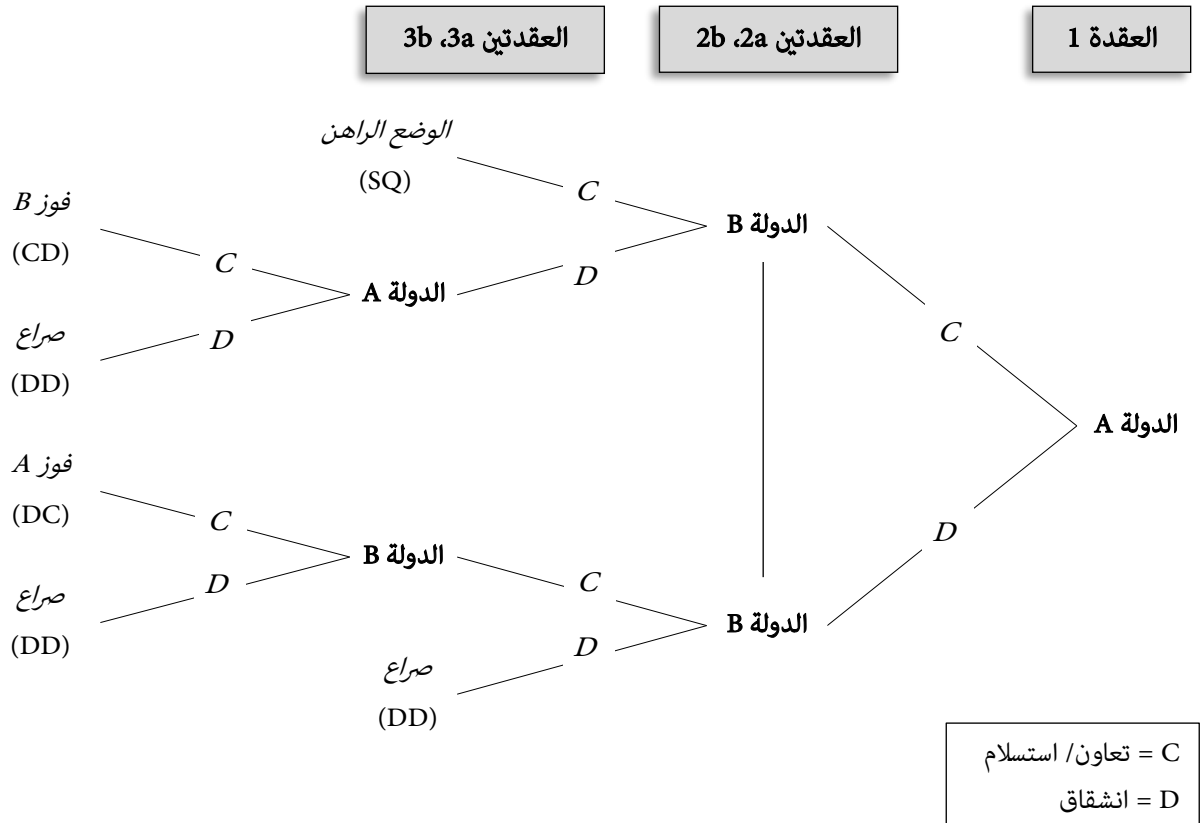 العقدة 1
العقدتين 2a، 2b
العقدتين 3a، 3b
الوضع الراهن
(SQ)
C
فوز B
(CD)
الدولة B
C
D
الدولة A
D
C
صراع
(DD)
D
الدولة A
فوز A
(DC)
C
D
الدولة B
C
صراع
(DD)
D
الدولة B
D
صراع
(DD)
C = تعاون/ استسلام
D = انشقاق